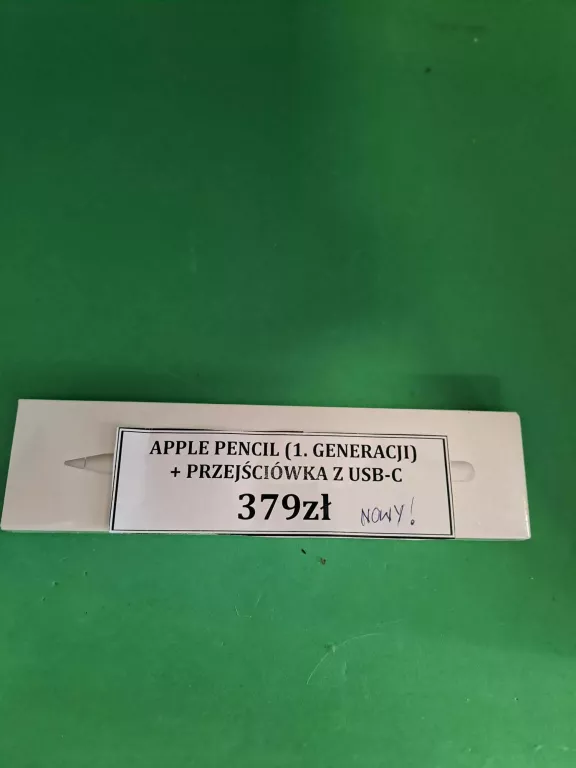 APPLE PENCIL (1. GENERACJI)
+ PRZEJŚCIÓWKA Z USB-C
379zł NOWY!